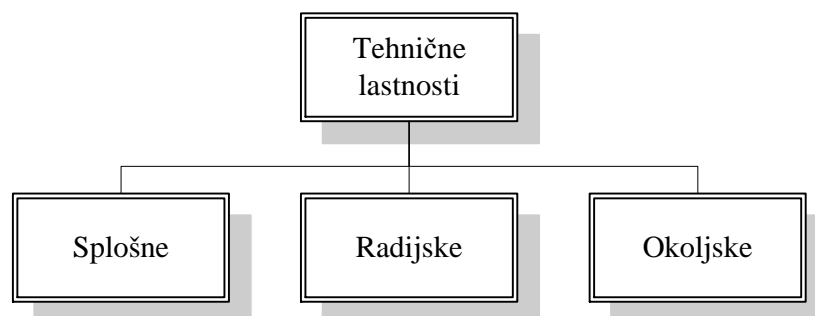 Tehnične
lastnosti
Splošne
Radijske
Okoljske